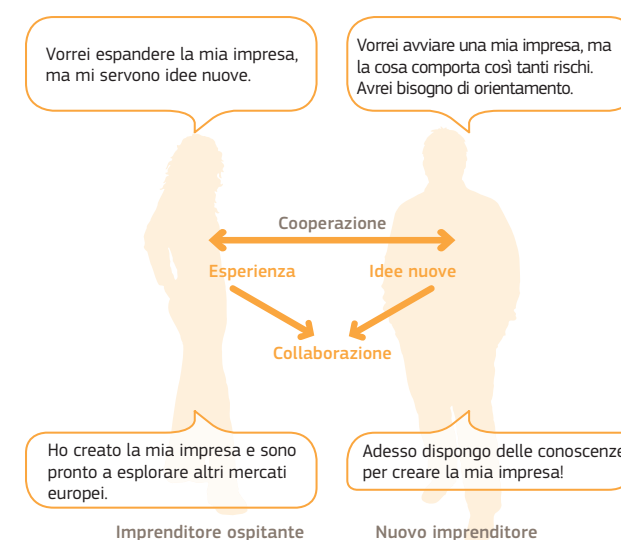 Vorrei espandere la mia impresa,
ma mi servono idee nuove.
Vorrei avviare una mia impresa, ma
la cosa comporta così tanti rischi.
Avrei bisogno di orientamento.
Cooperazione
Esperienza
Idee nuove
Collaborazione
Ho creato la mia impresa e sono
pronto a esplorare altri mercati
europei.
Adesso dispongo delle conoscenze
per creare la mia impresa!
Imprenditore ospitante
Nuovo imprenditore